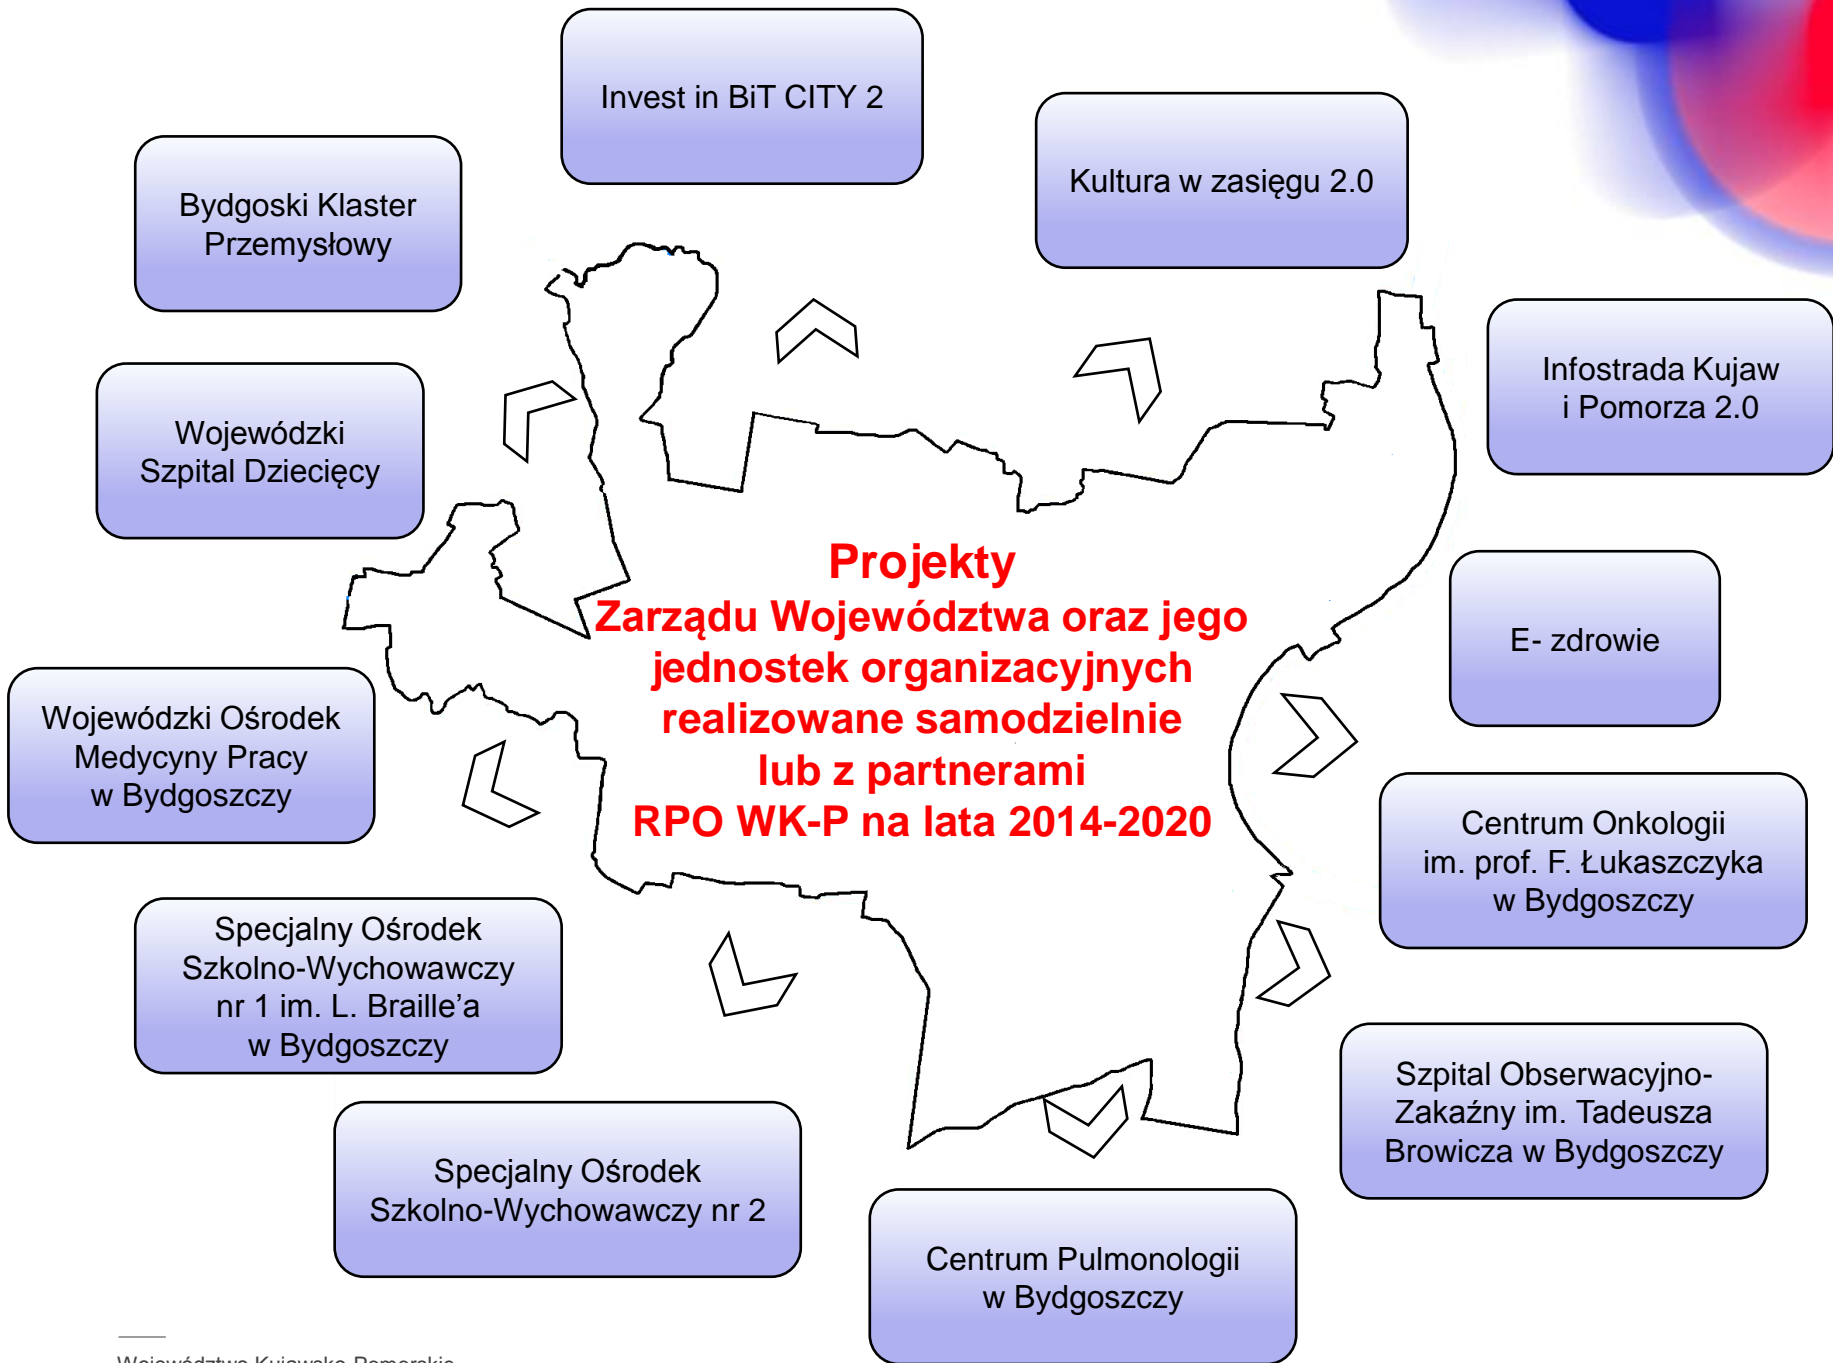 Invest in BiT CITY 2
Kultura w zasięgu 2.0
Bydgoski Klaster
Przemysłowy
Infostrada Kujaw
i Pomorza 2.0
Wojewódzki
Szpital Dziecięcy
Projekty
Zarządu Województwa oraz jego
jednostek organizacyjnych
realizowane samodzielnie
lub z partnerami
RPO WK-P na lata 2014-2020
E- zdrowie
Wojewódzki Ośrodek
Medycyny Pracy
w Bydgoszczy
Centrum Onkologii
im. prof. F. Łukaszczyka
w Bydgoszczy
Specjalny Ośrodek
Szkolno-Wychowawczy
nr 1 im. L. Braille’a
w Bydgoszczy
Szpital Obserwacyjno-
Zakaźny im. Tadeusza
Browicza w Bydgoszczy
Specjalny Ośrodek
Szkolno-Wychowawczy nr 2
Centrum Pulmonologii
w Bydgoszczy
Województwo Kujawsko-Pomorskie